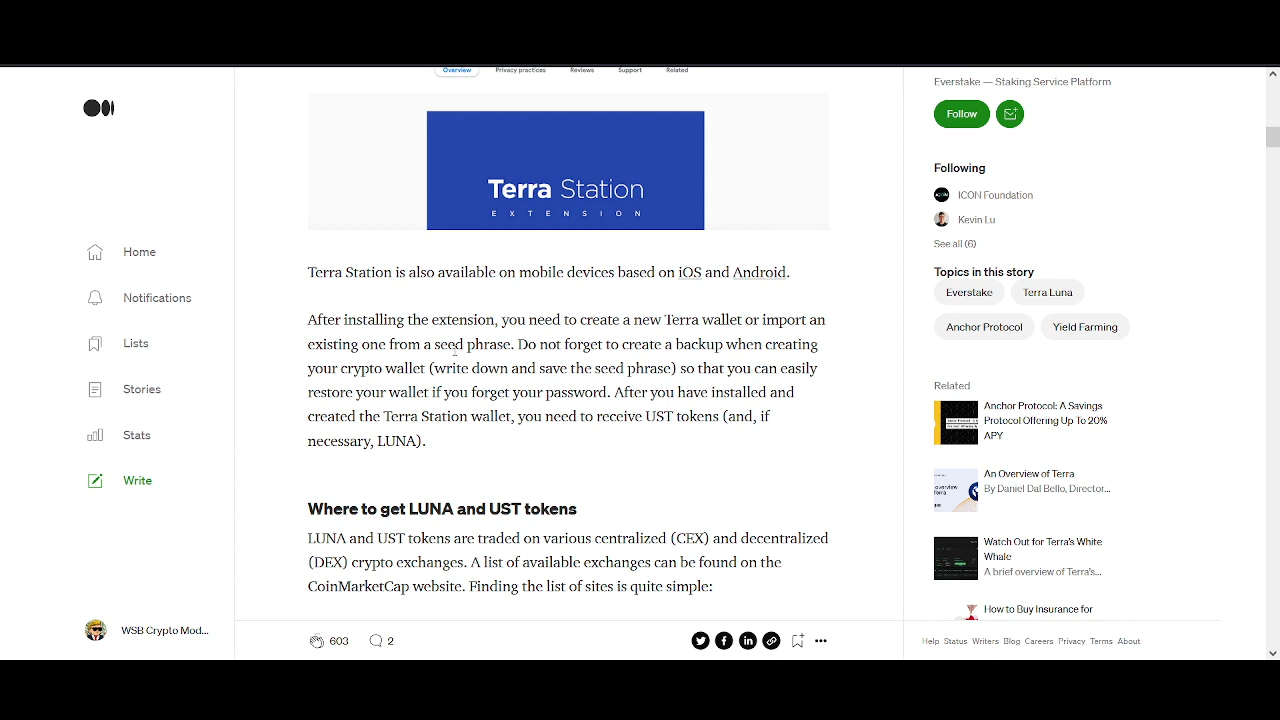 Overview Privacy practices Reviews Support Related
Terra Station
EXTENSION
Terra Station is also available on mobile devices based on iOS and Android.
After installing the extension, you need to create a new Terra wallet or import an
existing one from a seed phrase. Do not forget to create a backup when creating
your crypto wallet (write down and save the seed phrase) so that you can easily
restore your wallet if you forget your password. After you have installed and
created the Terra Station wallet, you need to receive UST tokens (and, if
necessary, LUNA).
Where to get LUNA and UST tokens
LUNA and UST tokens are traded on various centralized (CEX) and decentralized
(DEX) crypto exchanges. A list of available exchanges can be found on the
CoinMarketCap website. Finding the list of sites is quite simple:
603 2
Home
Notifications
Lists
Stories
Stats
Write
WSB Crypto Mod...
Everstake — Staking Service Platform
Follow
Following
ICON Foundation
Kevin Lu
See all (6)
Topics in this story
Everstake Terra Luna
Anchor Protocol Yield Farming
Related
Anchor Protocol: A Savings
Protocol Offering Up To 20%
APY
An Overview of Terra
By Daniel Dal Bello, Director...
Watch Out for Terra's White
Whale
A brief overview of Terra's...
How to Buy Insurance for
Help Status Writers Blog Careers Privacy Terms About